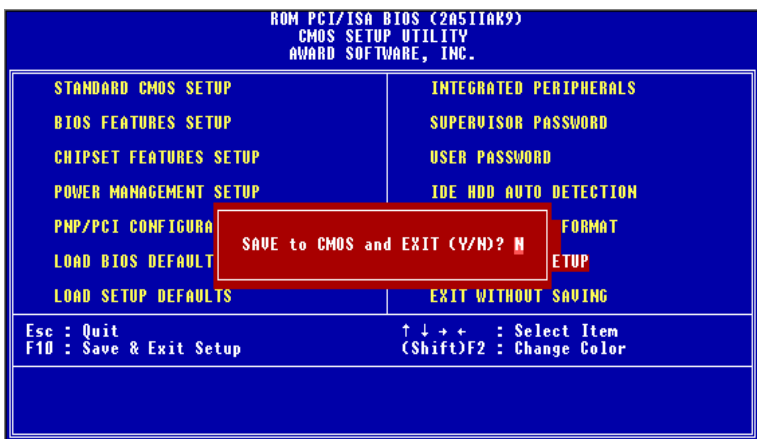 ROM PCI/ISA BIOS (2A5IIAK9)
CMOS SETUP UTILITY
AWARD SOFTWARE, INC.
STANDARD CMOS SETUP
BIOS FEATURES SETUP
CHIPSET FEATURES SETUP
POWER MANAGEMENT SETUP
PNP/PCI CONFIGURA
LOAD BIOS DEFAULT
LOAD SETUP DEFAULTS
INTEGRATED PERIPHERALS
SUPERVISOR PASSWORD
USER PASSWORD
IDE HDD AUTO DETECTION
FORMAT
ETUP
EXIT WITHOUT SAVING
SAVE to CMOS and EXIT (Y/N)? N
Esc : Quit
F10 : Save & Exit Setup
↑ ↓ → ← : Select Item
(Shift)F2 : Change Color